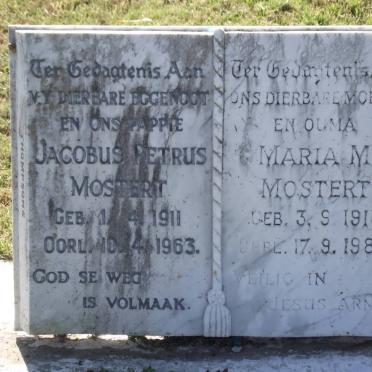 Ter Gedagtenis Aan
MY DIERBARE EGGENOOT
EN ONS PAPPIE
JACOBUS PETRUS
MOSTERT
GEB. 1.4.1911
OORL. 10.4.1963.
GOD SE WEG
IS VOLMAAK.
Ter Gedagtenis
ONS DIERBARE
EN OUMA
MARIA M
MOSTERT
GEB. 3.9.191
OORL. 17.9.198
VEILIG IN
JESUS ARM